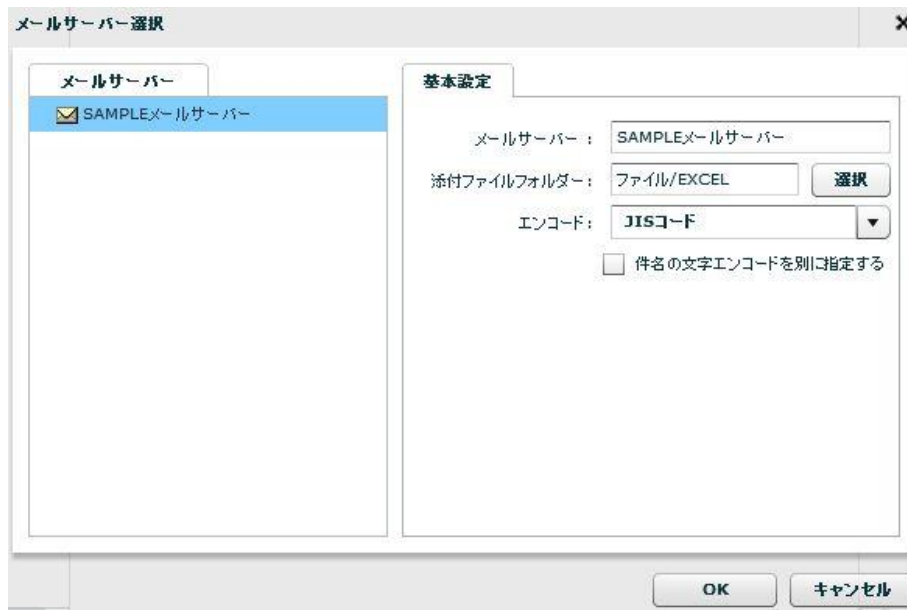 メールサーバー選択
メールサーバー
SAMPLEメールサーバー
基本設定
メールサーバー： SAMPLEメールサーバー
添付ファイルフォルダー： ファイル/EXCEL 選択
エンコード： JISコード
件名の文字エンコードを別に指定する
OK キャンセル